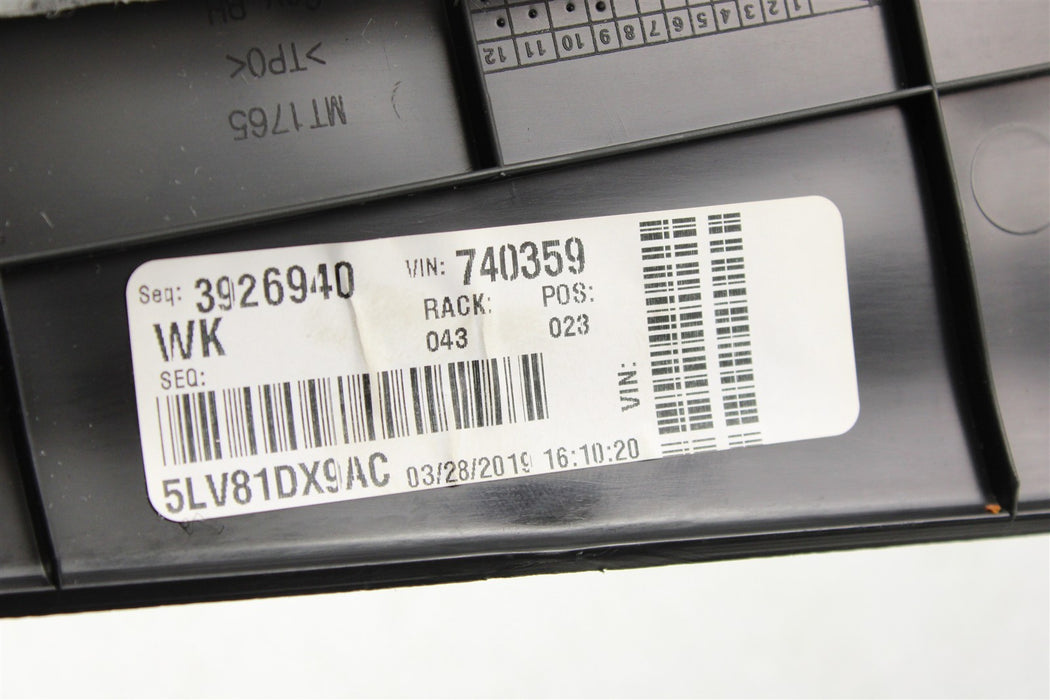 12 11 10 9 8 7 6 5 4 3 2 1
>TPO<
MT1765
Seq: 3926940 VIN: 740359
WK RACK: POS:
043 023
SEQ:
VIN:
5LV81DX9AC 03/28/2019 16:10:20